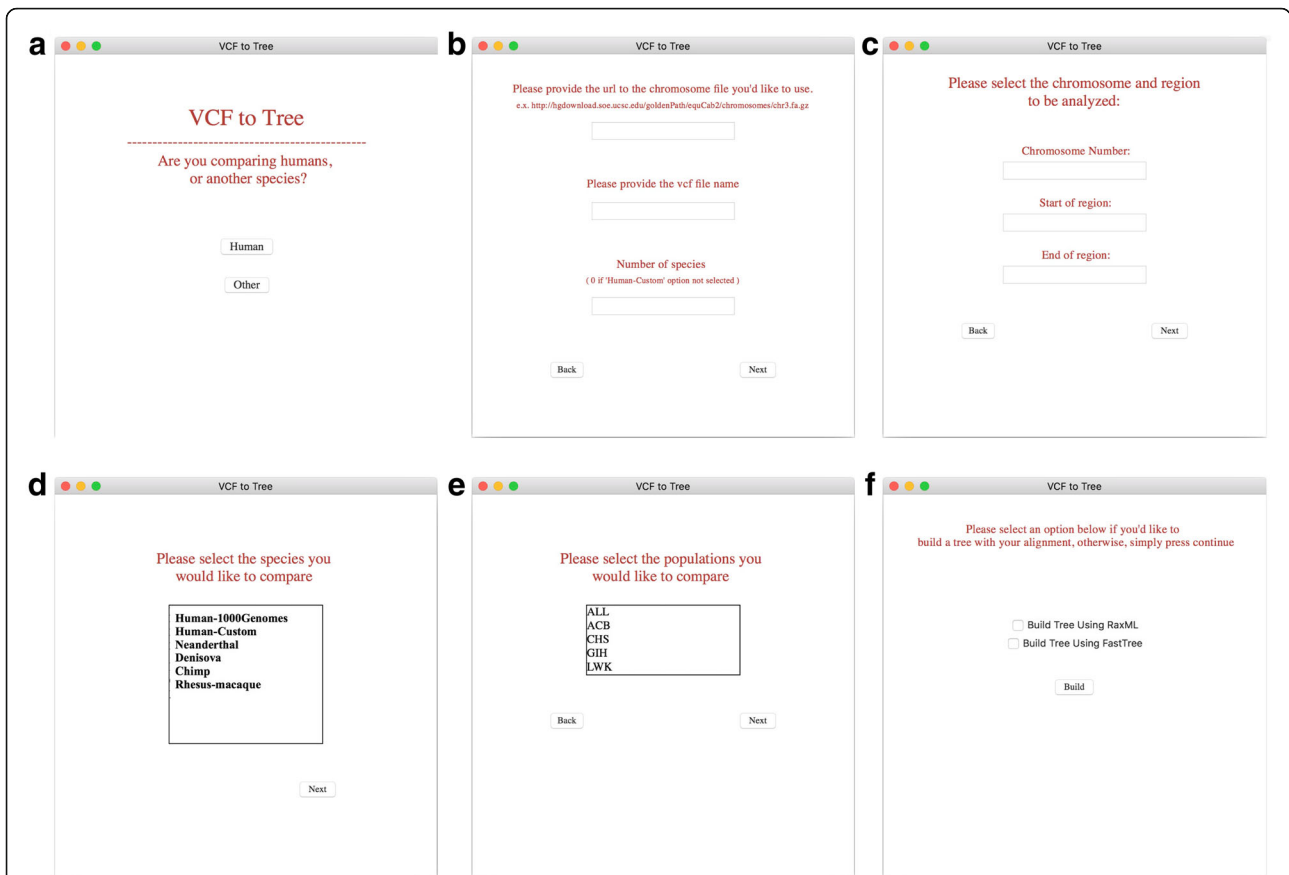 a
VCF to Tree
VCF to Tree
-----------------------------------------------
Are you comparing humans,
or another species?
Human
Other
b
VCF to Tree
Please provide the url to the chromosome file you'd like to use.
e.x. http://hgdownload.soe.ucsc.edu/goldenPath/equCab2/chromosomes/chr3.fa.gz
Please provide the vcf file name
Number of species
( 0 if 'Human-Custom' option not selected )
Back
Next
c
VCF to Tree
Please select the chromosome and region
to be analyzed:
Chromosome Number:
Start of region:
End of region:
Back
Next
d
VCF to Tree
Please select the species you
would like to compare
Human-1000Genomes
Human-Custom
Neanderthal
Denisova
Chimp
Rhesus-macaque
Next
e
VCF to Tree
Please select the populations you
would like to compare
ALL
ACB
CHS
GIH
LWK
Back
Next
f
VCF to Tree
Please select an option below if you'd like to
build a tree with your alignment, otherwise, simply press continue
Build Tree Using RaxML
Build Tree Using FastTree
Build